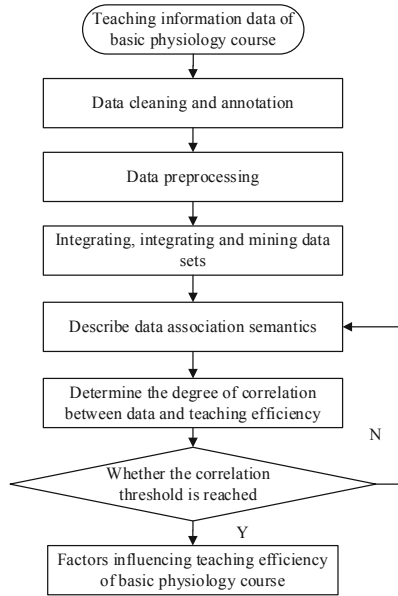 Teaching information data of
basic physiology course
Data cleaning and annotation
Data preprocessing
Integrating, integrating and mining data
sets
Describe data association semantics
Determine the degree of correlation
between data and teaching efficiency
N
Whether the correlation
threshold is reached
Y
Factors influencing teaching efficiency
of basic physiology course